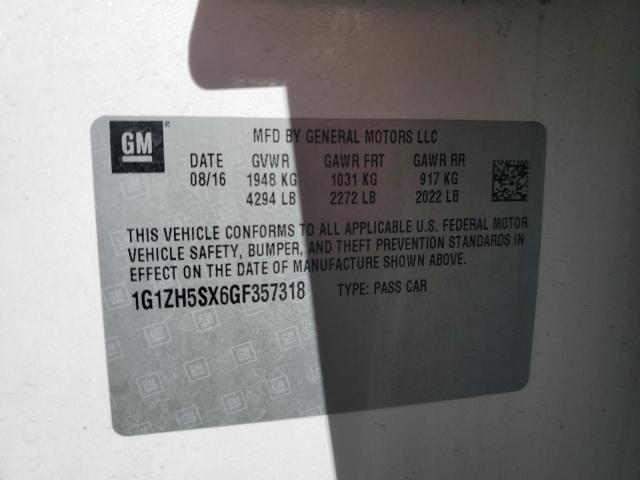 GM ®
MFD BY GENERAL MOTORS LLC
DATE GVWR GAWR FRT GAWR RR
08/16 1948 KG 1031 KG 917 KG
4294 LB 2272 LB 2022 LB
THIS VEHICLE CONFORMS TO ALL APPLICABLE U.S. FEDERAL MOTOR
VEHICLE SAFETY, BUMPER, AND THEFT PREVENTION STANDARDS IN
EFFECT ON THE DATE OF MANUFACTURE SHOWN ABOVE.
1G1ZH5SX6GF357318 TYPE: PASS CAR